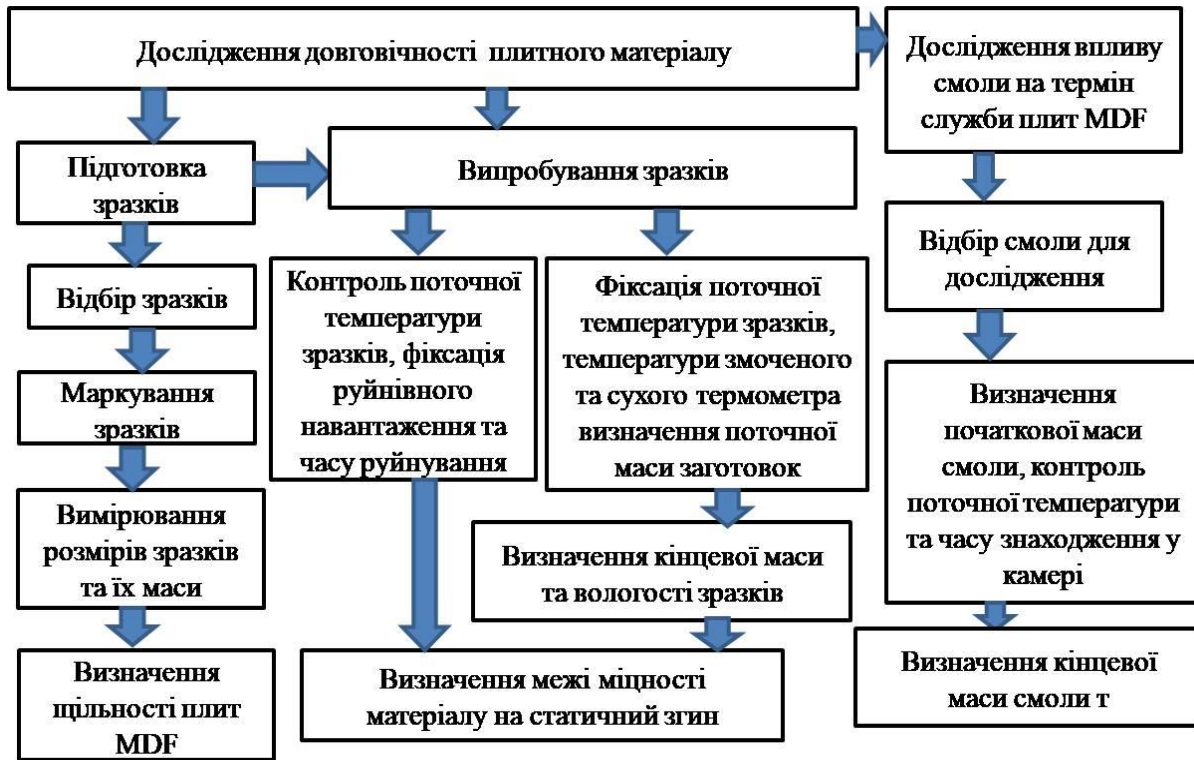 Дослідження довговічності плитного матеріалу
Дослідження впливу
смоли на термін
служби плит MDF
Підготовка
зразків
Випробування зразків
Відбір зразків
Контроль поточної
температури
зразків, фіксація
руйнівного
навантаження та
часу руйнування
Фіксація поточної
температури зразків,
температури змоченого
та сухого термометра
визначення поточної
маси заготовок
Відбір смоли для
дослідження
Маркування
зразків
Визначення
початкової маси
смоли, контроль
поточної температури
та часу знаходження у
камері
Вимірювання
розмірів зразків
та їх маси
Визначення кінцевої маси
та вологості зразків
Визначення
щільності плит
MDF
Визначення межі міцності
матеріалу на статичний згин
Визначення кінцевої
маси смоли т